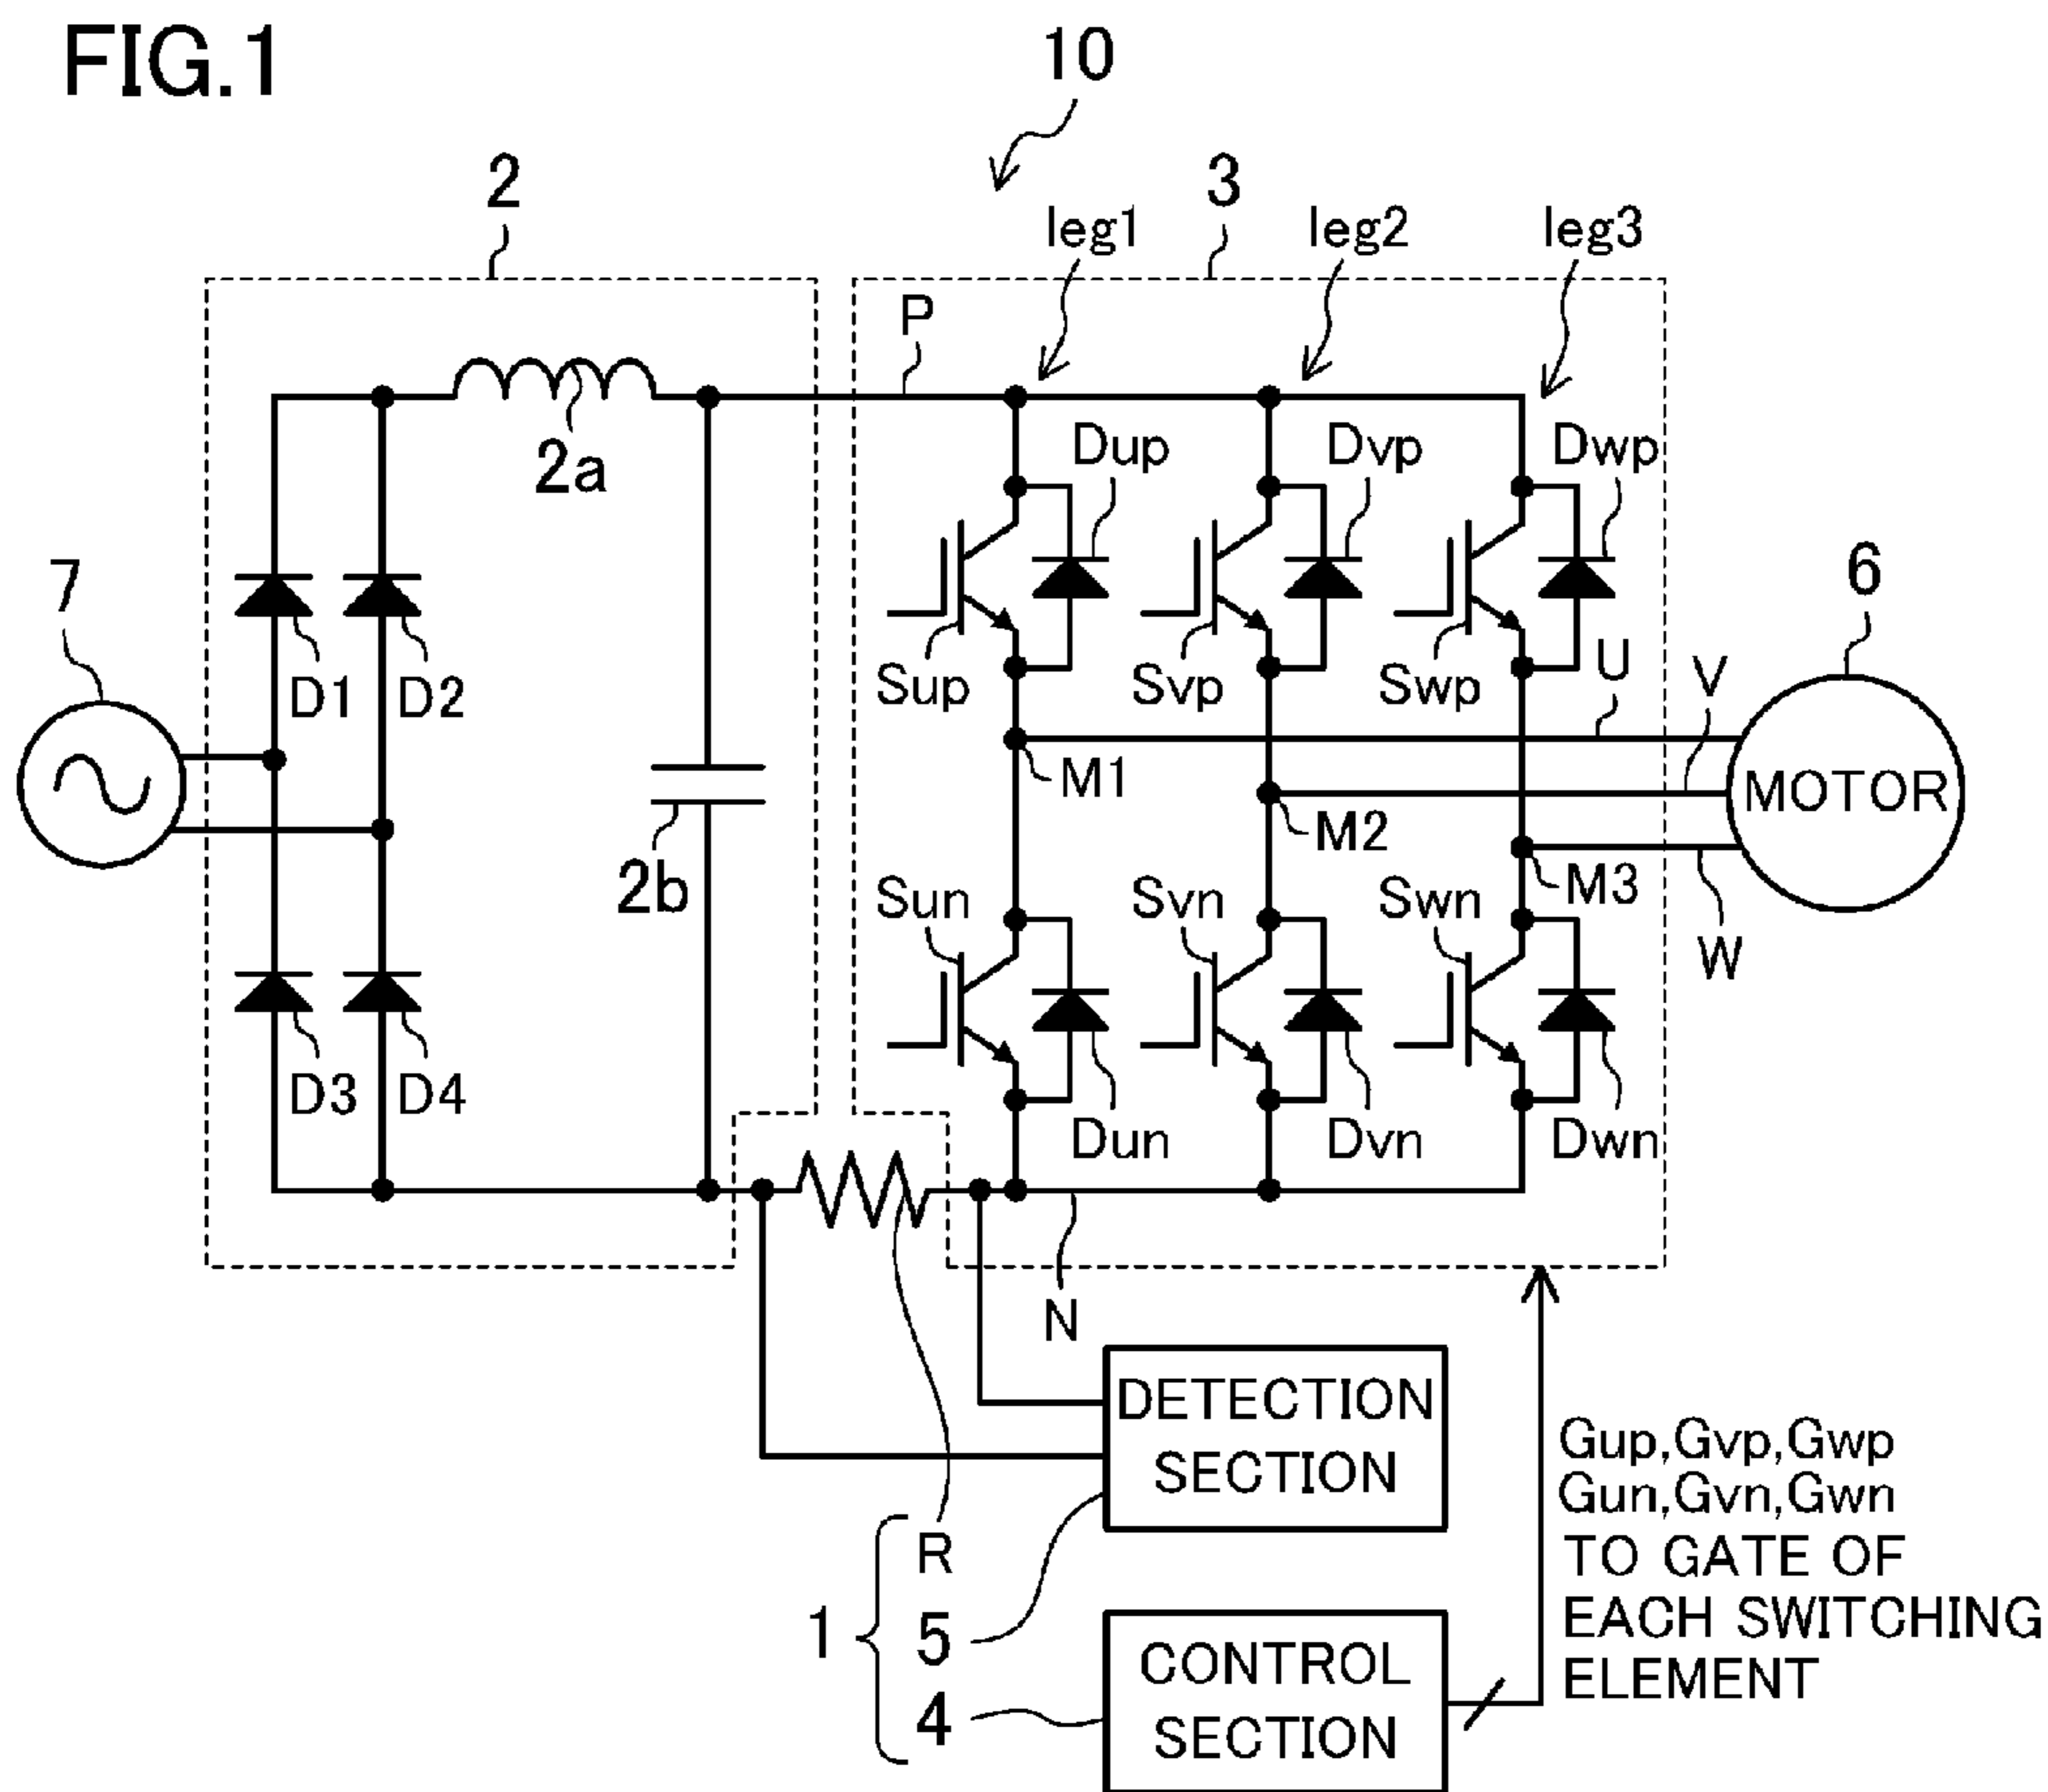 FIG.1
10
2
3
leg1
leg2
leg3
P
2a
Dup
Dvp
Dwp
7
6
D1
D2
Sup
Svp
Swp
U
V
M1
MOTOR
M2
2b
Sun
Svn
Swn
M3
W
D3
D4
Dun
Dvn
Dwn
N
DETECTION
SECTION
Gup,Gvp,Gwp
Gun,Gvn,Gwn
TO GATE OF
EACH SWITCHING
ELEMENT
R
1
5
4
CONTROL
SECTION